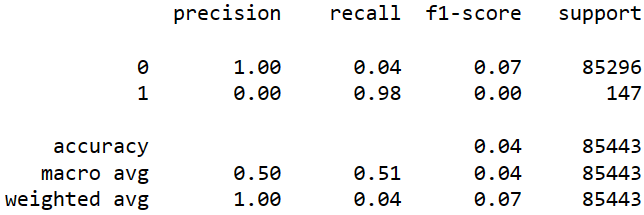 precision recall f1-score support
0 1.00 0.04 0.07 85296
1 0.00 0.98 0.00 147
accuracy 0.04 85443
macro avg 0.50 0.51 0.04 85443
weighted avg 1.00 0.04 0.07 85443